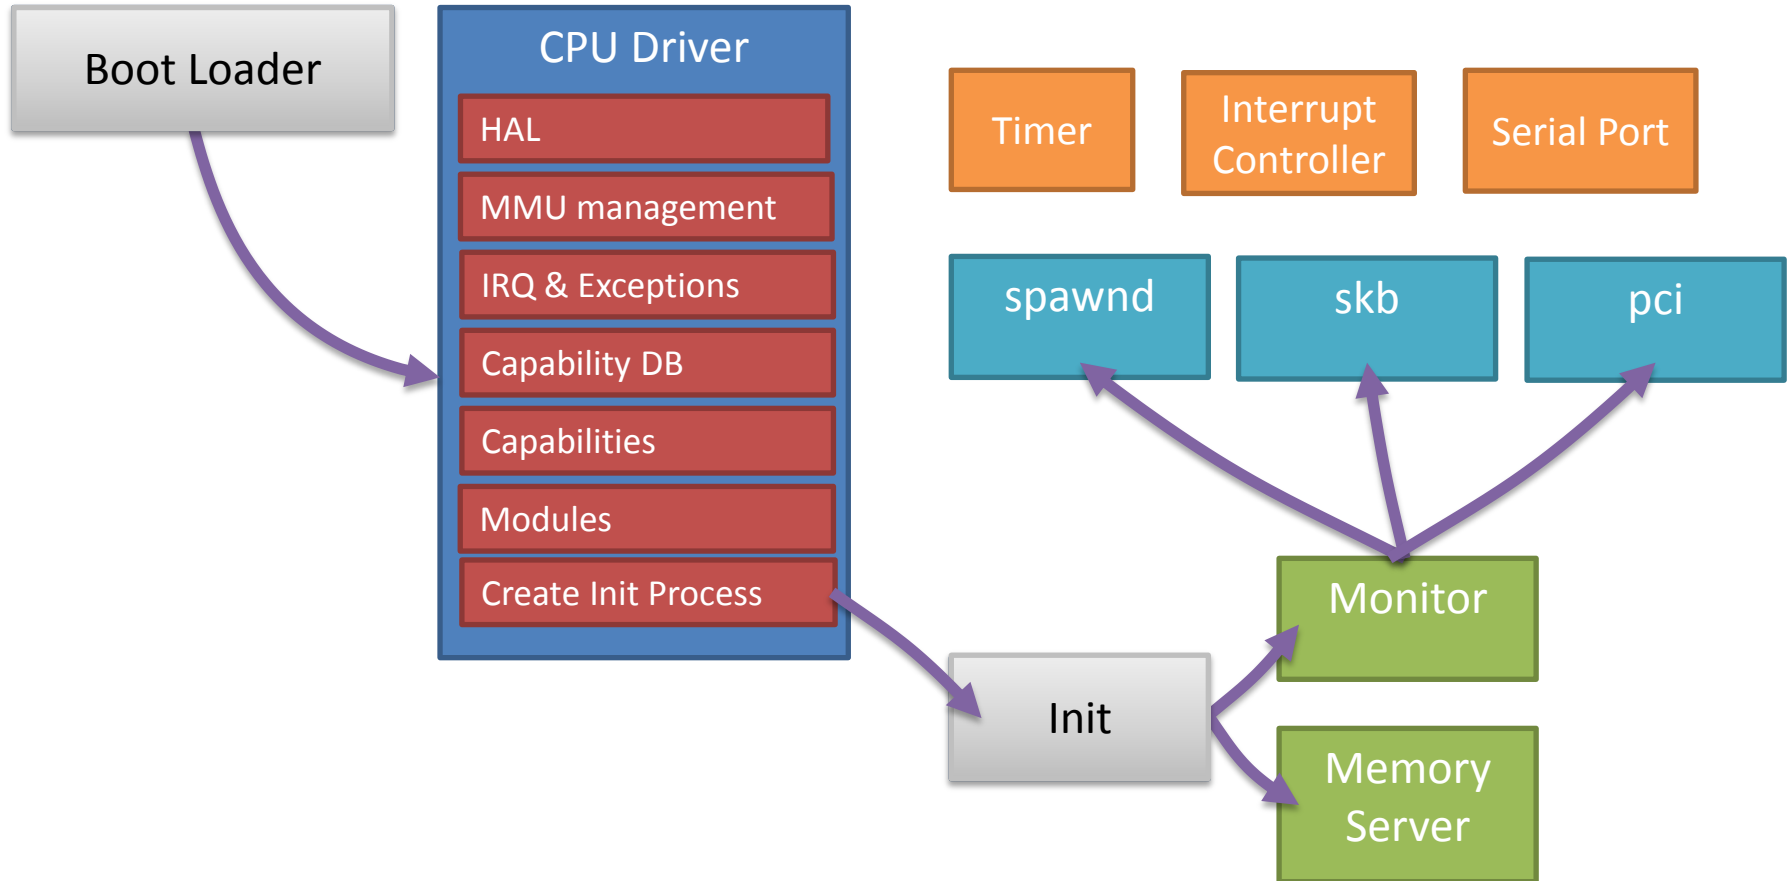 Boot Loader
CPU Driver
HAL
MMU management
IRQ & Exceptions
Capability DB
Capabilities
Modules
Create Init Process
Timer
Interrupt
Controller
Serial Port
spawnd
skb
pci
Monitor
Init
Memory
Server